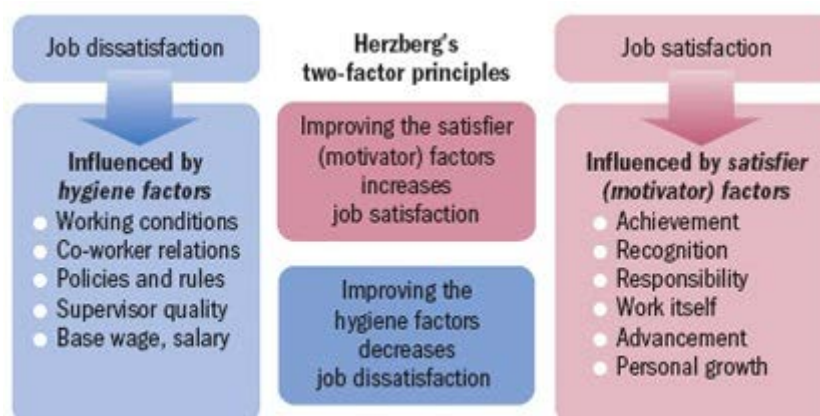 Job dissatisfaction
Influenced by
hygiene factors
Working conditions
Co-worker relations
Policies and rules
Supervisor quality
Base wage, salary
Herzberg's
two-factor principles
Improving the satisfier
(motivator) factors
increases
job satisfaction
Improving the
hygiene factors
decreases
job dissatisfaction
Job satisfaction
Influenced by satisfier
(motivator) factors
Achievement
Recognition
Responsibility
Work itself
Advancement
Personal growth